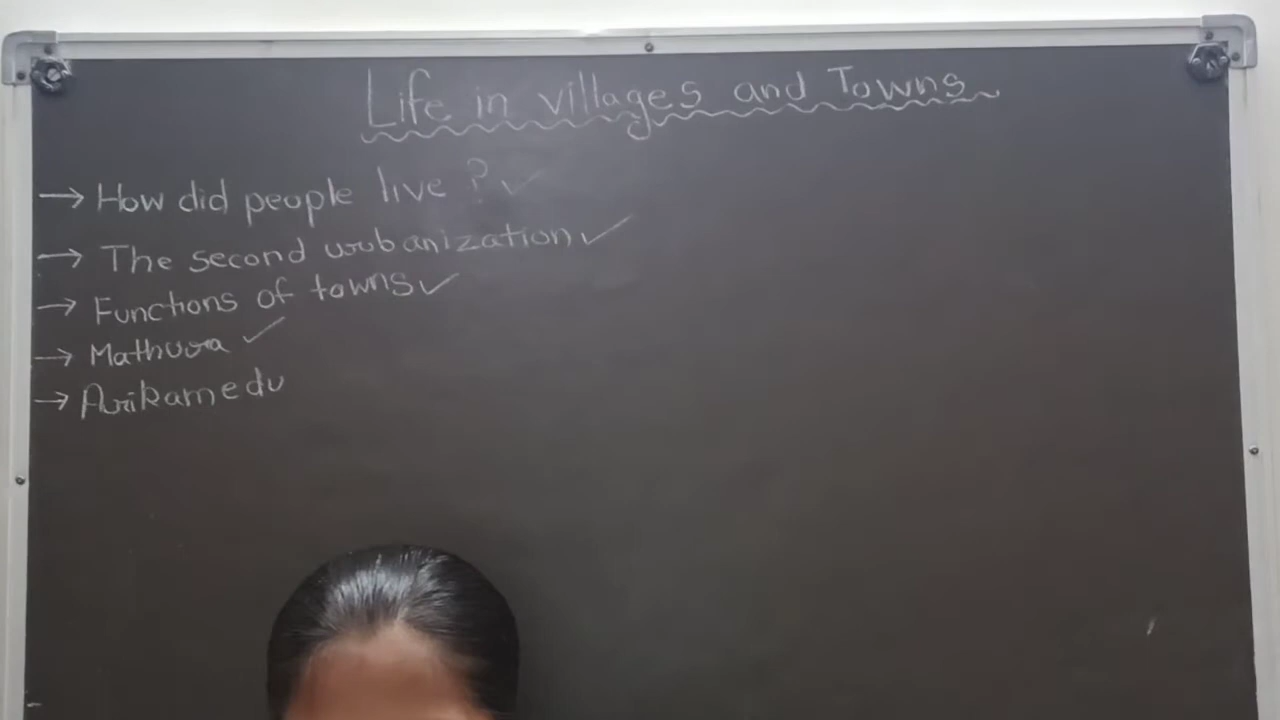 Life in villages and Towns
→ How did people live ? ✓
→ The second urbanization ✓
→ Functions of towns ✓
→ Mathura ✓
→ Arikamedu